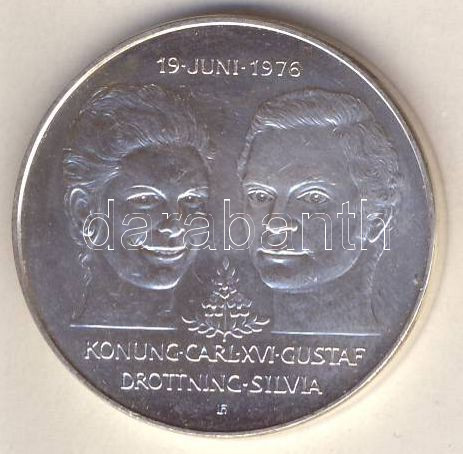 19·JUNI·1976
darabanth
KONUNG·CARL·XVI·GUSTAF
DROTTNING·SILVIA